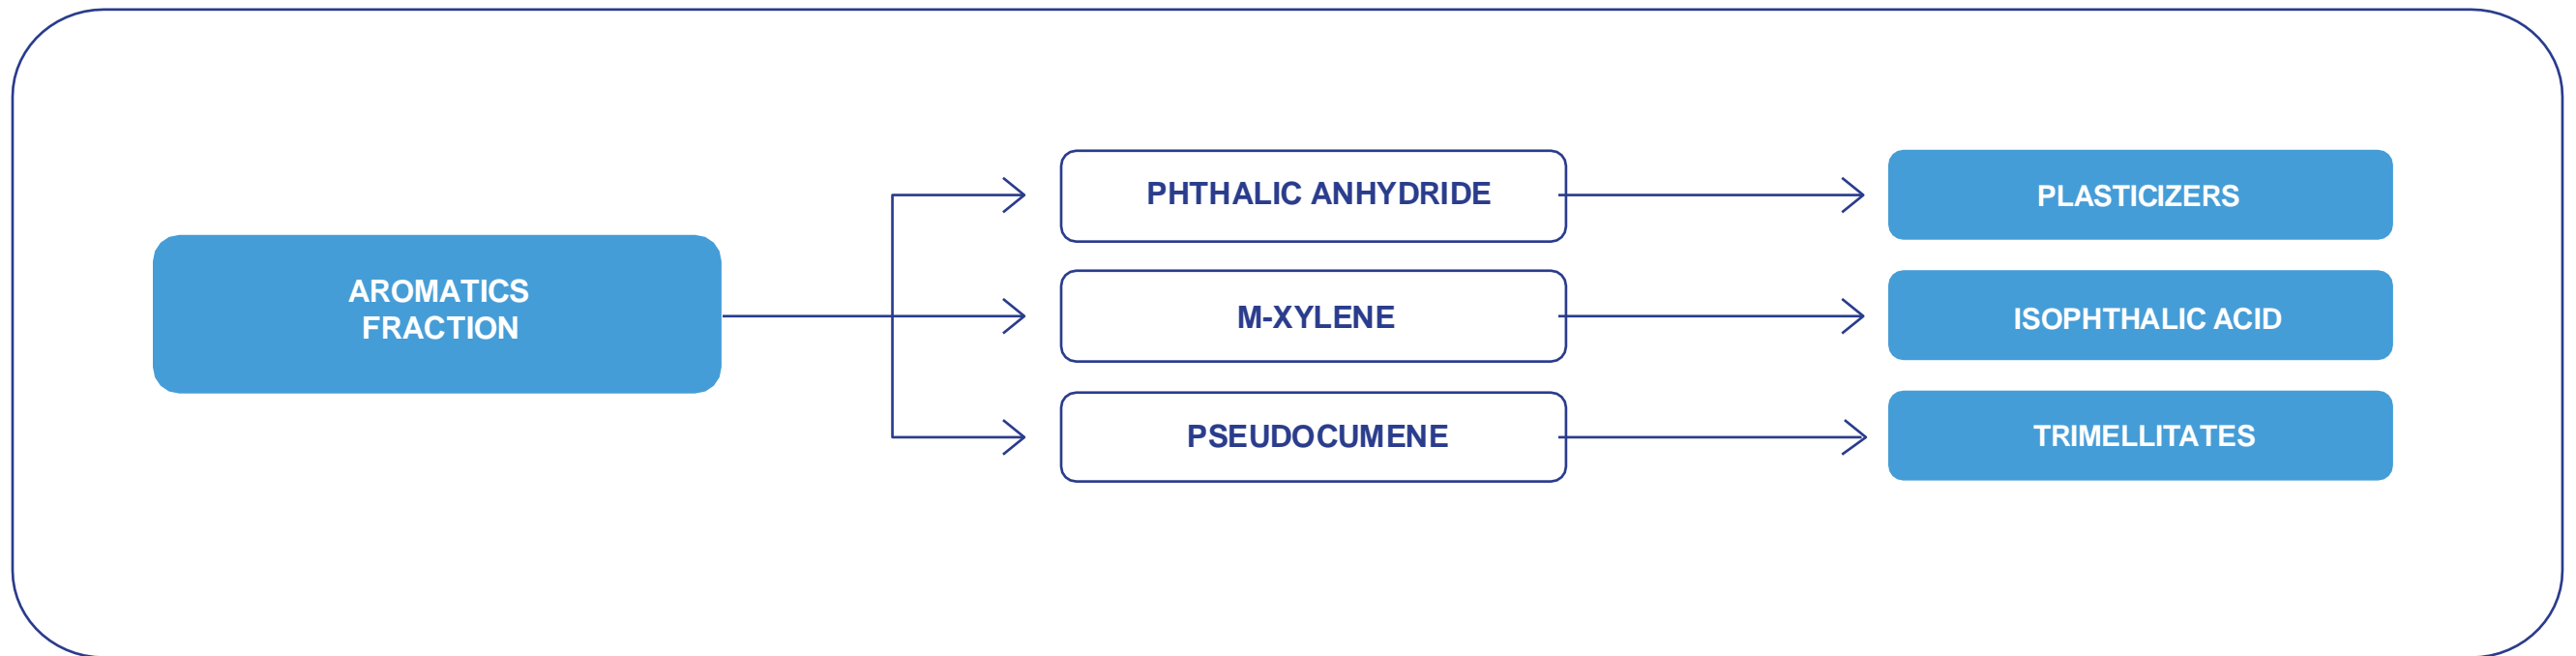 AROMATICS
FRACTION
PHTHALIC ANHYDRIDE
PLASTICIZERS
M-XYLENE
ISOPHTHALIC ACID
PSEUDOCUMENE
TRIMELLITATES